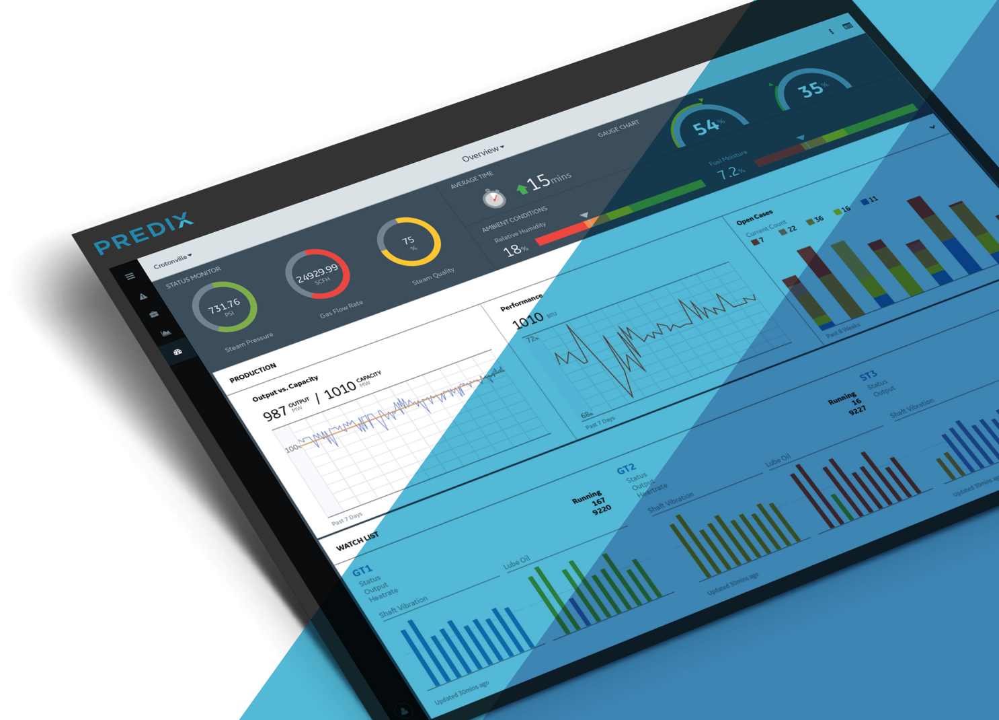 PREDIX
Crotonville
Overview
STATUS MONITOR
731.76
PSI
Steam Pressure
24929.99
SCFH
Gas Flow Rate
75
%
Steam Quality
AVERAGE TIME
15 mins
GAUGE CHART
54%
35%
AMBIENT CONDITIONS
Relative Humidity
18%
Fuel Moisture
7.2%
PRODUCTION
Output vs. Capacity
987 OUTPUT MW / 1010 CAPACITY MW
100%
Past 7 Days
Performance
1010 BTU
72%
68%
Past 7 Days
Open Cases
Current Count
7 22 36 16 11
Past 8 Weeks
WATCH LIST
GT1
Status Running
Output 167
Heatrate 9220
Shaft Vibration
Lube Oil
Updated 30mins ago
GT2
Status Running
Output 16
Heartrate 9227
Shaft Vibration
Lube Oil
Updated 30mins ago
ST3
Status
Output
Shaft Vibration
Updated 30mins ago